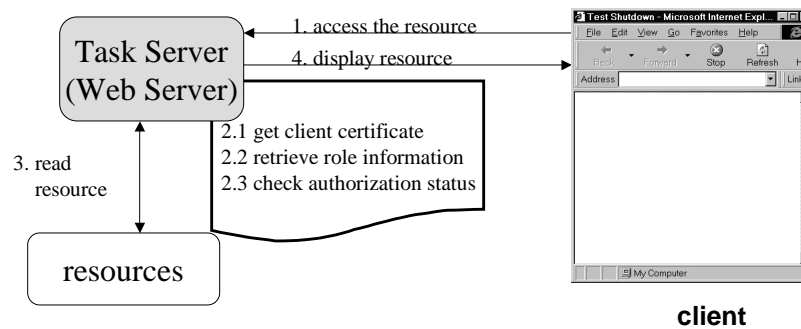 1. access the resource
Task Server
(Web Server)
4. display resource
2.1 get client certificate
2.2 retrieve role information
2.3 check authorization status
3. read
resource
resources
Test Shutdown - Microsoft Internet Expl...
File Edit View Go Favorites Help
Back Forward Stop Refresh H
Address Link
My Computer
client